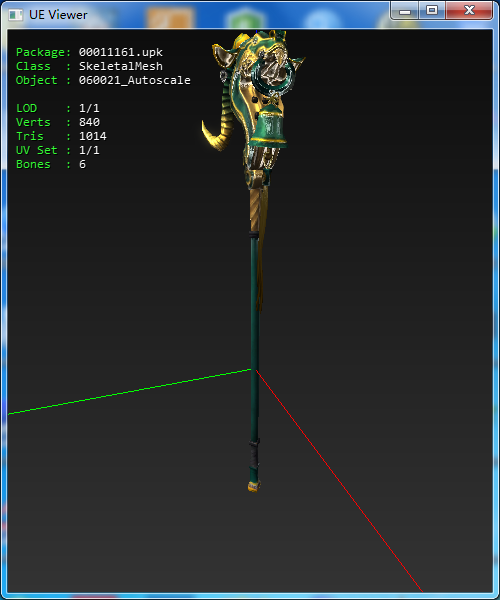 UE Viewer
Package: 00011161.upk
Class : SkeletalMesh
Object : 060021_Autoscale
LOD : 1/1
Verts : 840
Tris : 1014
UV Set : 1/1
Bones : 6